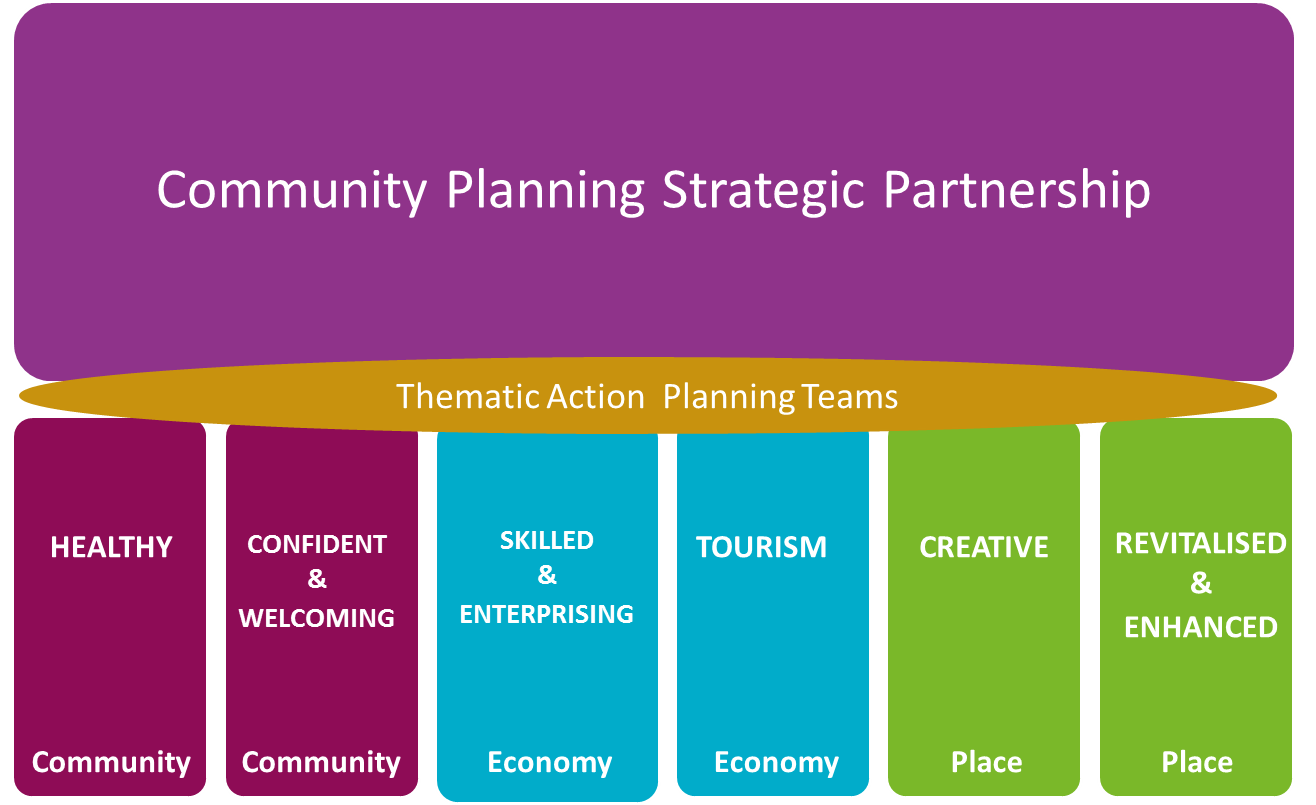 Community Planning Strategic Partnership
Thematic Action Planning Teams
HEALTHY
Community
CONFIDENT
&
WELCOMING
Community
SKILLED
&
ENTERPRISING
Economy
TOURISM
Economy
CREATIVE
Place
REVITALISED
&
ENHANCED
Place